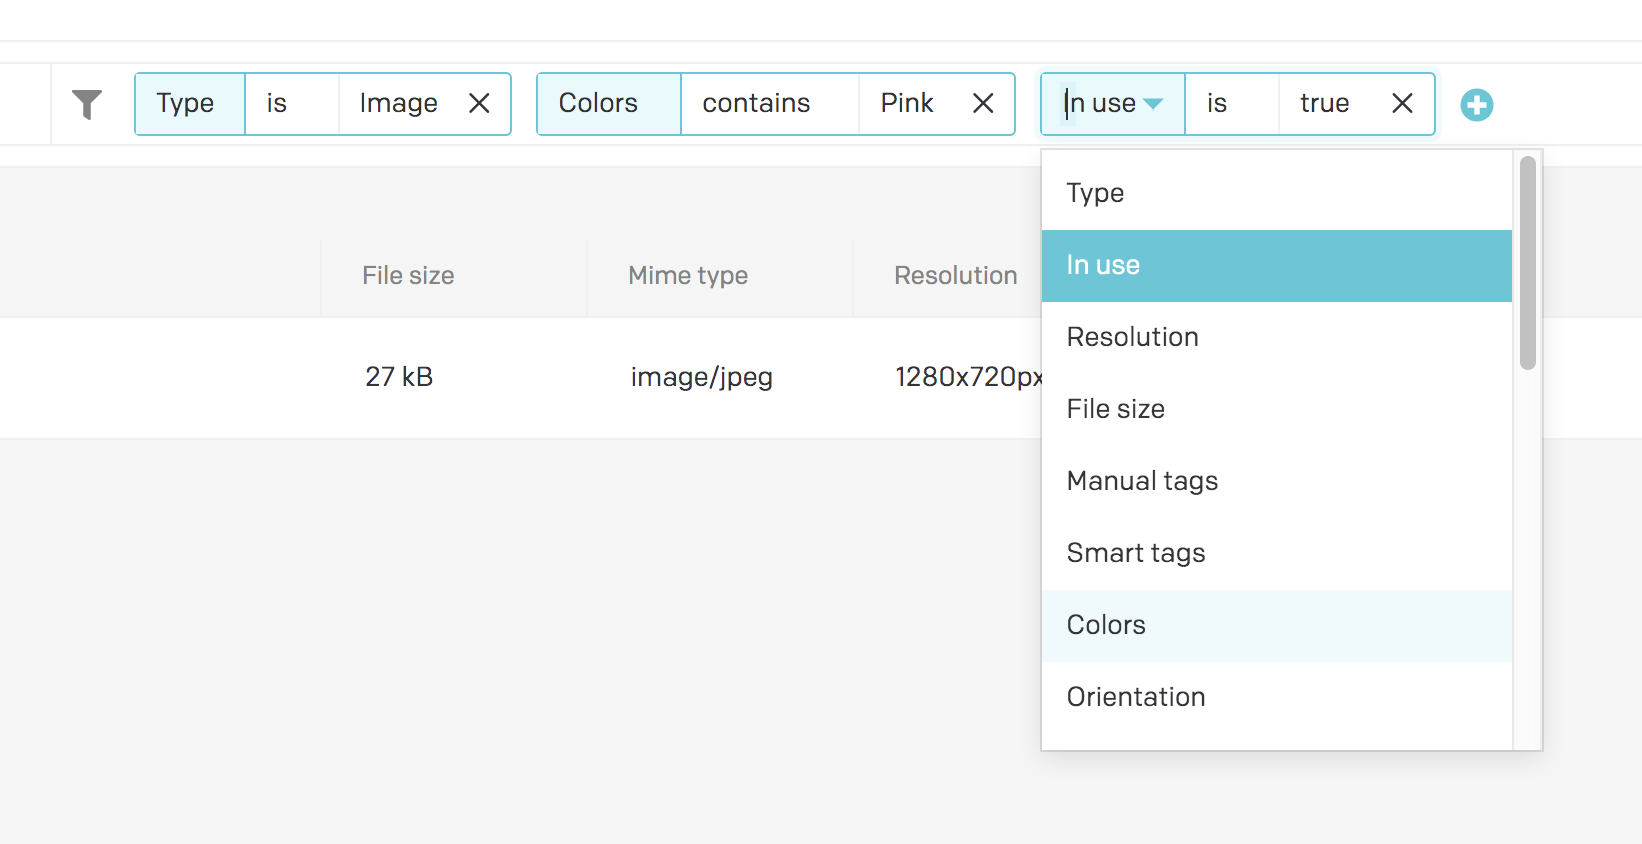 Type is Image Colors contains Pink In use is true
Type
In use
File size Mime type Resolution
Resolution
27 kB image/jpeg 1280x720px
File size
Manual tags
Smart tags
Colors
Orientation